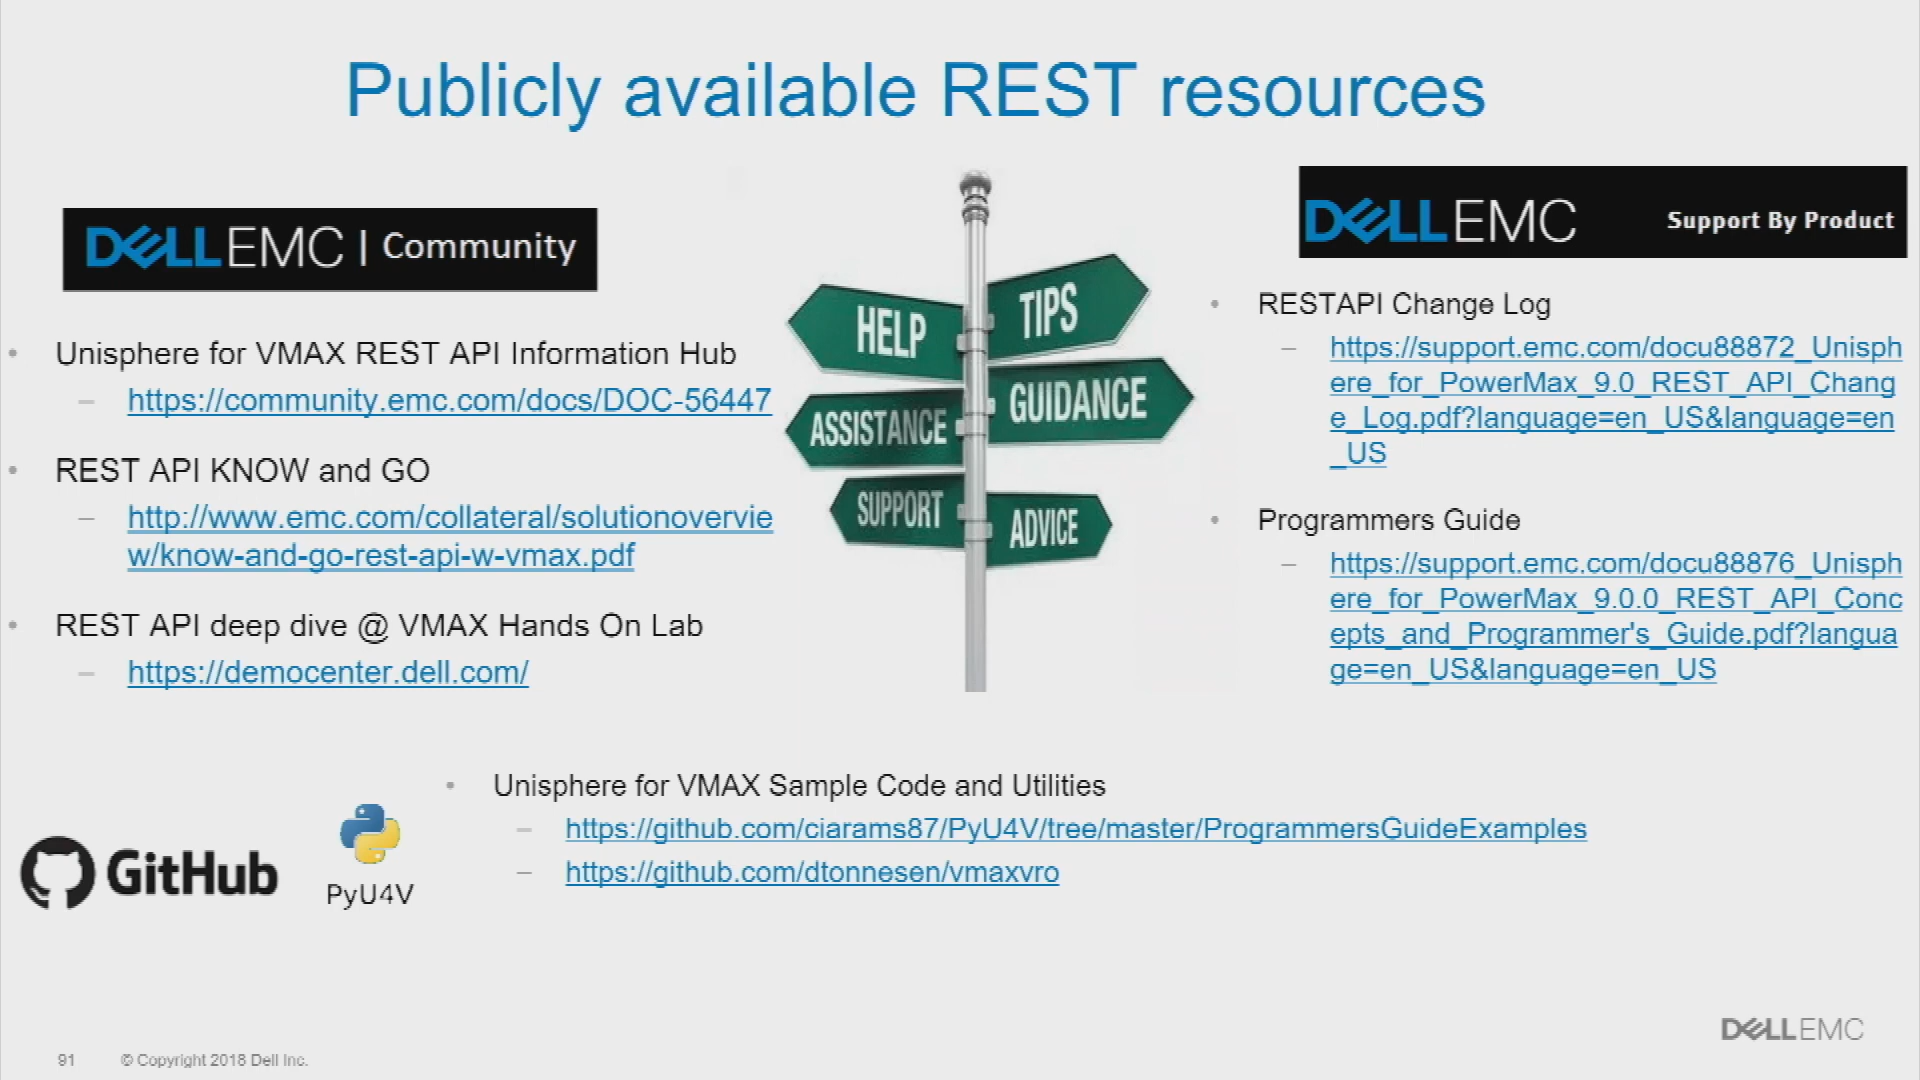 Publicly available REST resources
DELLEMC | Community
Unisphere for VMAX REST API Information Hub
https://community.emc.com/docs/DOC-56447
REST API KNOW and GO
http://www.emc.com/collateral/solutionovervie
w/know-and-go-rest-api-w-vmax.pdf
REST API deep dive @ VMAX Hands On Lab
https://democenter.dell.com/
HELP
TIPS
ASSISTANCE
GUIDANCE
SUPPORT
ADVICE
DELLEMC Support By Product
RESTAPI Change Log
https://support.emc.com/docu88872_Unisph
ere_for_PowerMax_9.0_REST_API_Chang
e_Log.pdf?language=en_US&language=en
_US
Programmers Guide
https://support.emc.com/docu88876_Unisph
ere_for_PowerMax_9.0.0_REST_API_Conc
epts_and_Programmer's_Guide.pdf?langua
ge=en_US&language=en_US
GitHub
PyU4V
Unisphere for VMAX Sample Code and Utilities
https://github.com/ciarams87/PyU4V/tree/master/ProgrammersGuideExamples
https://github.com/dtonnesen/vmaxvro
91 © Copyright 2018 Dell Inc.
DELLEMC